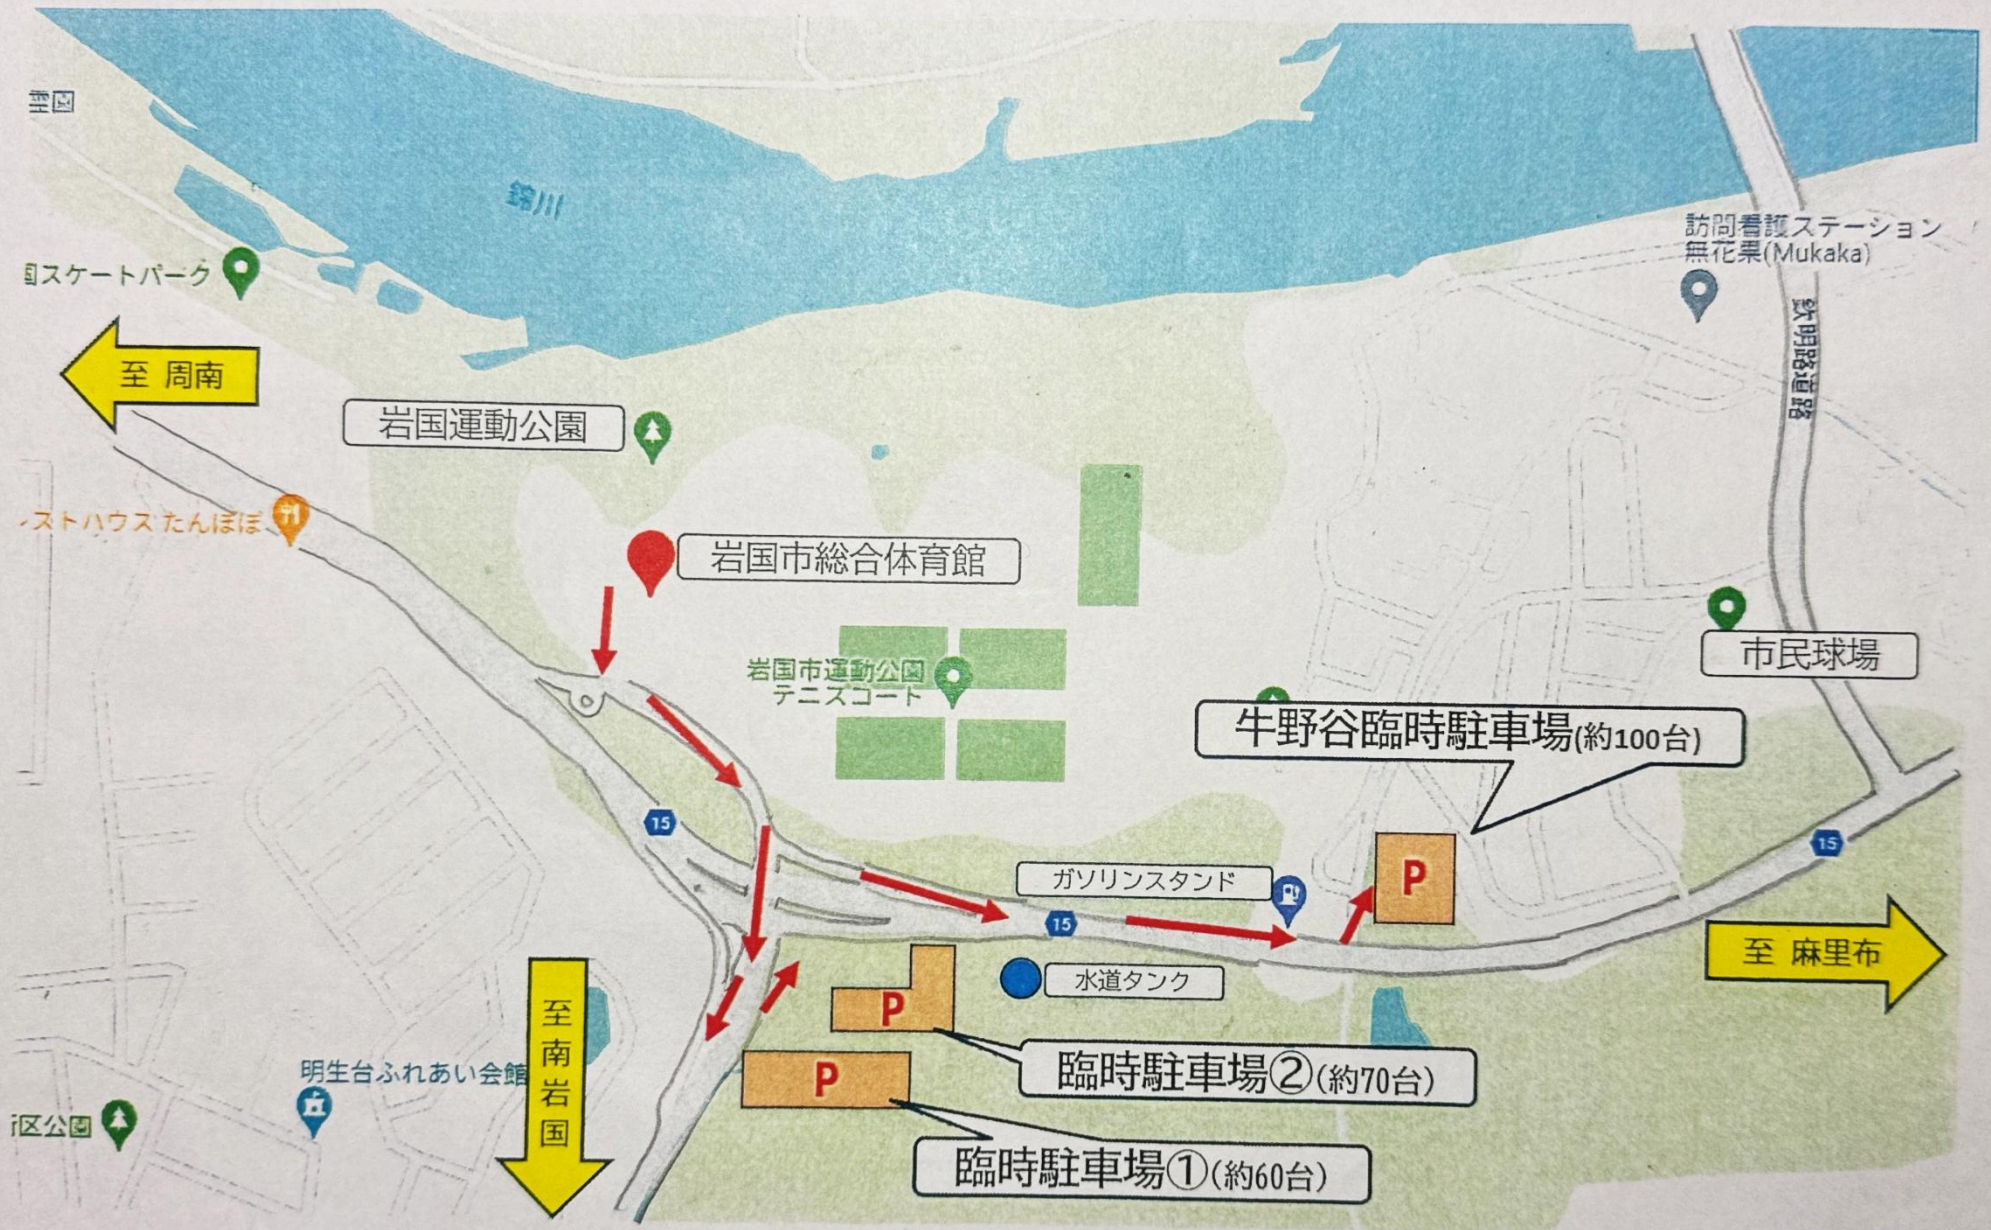 錦川
訪問看護ステーション
無花果(Mukaka)
スケートパーク
欽明路道路
至 周南
岩国運動公園
ストハウス たんぽぽ
岩国市総合体育館
市民球場
岩国市運動公園
テニスコート
牛野谷臨時駐車場(約100台)
15
P
15
ガソリンスタンド
15
至 麻里布
水道タンク
P
至南岩国
臨時駐車場②(約70台)
明生台ふれあい会館
P
区公園
臨時駐車場①(約60台)